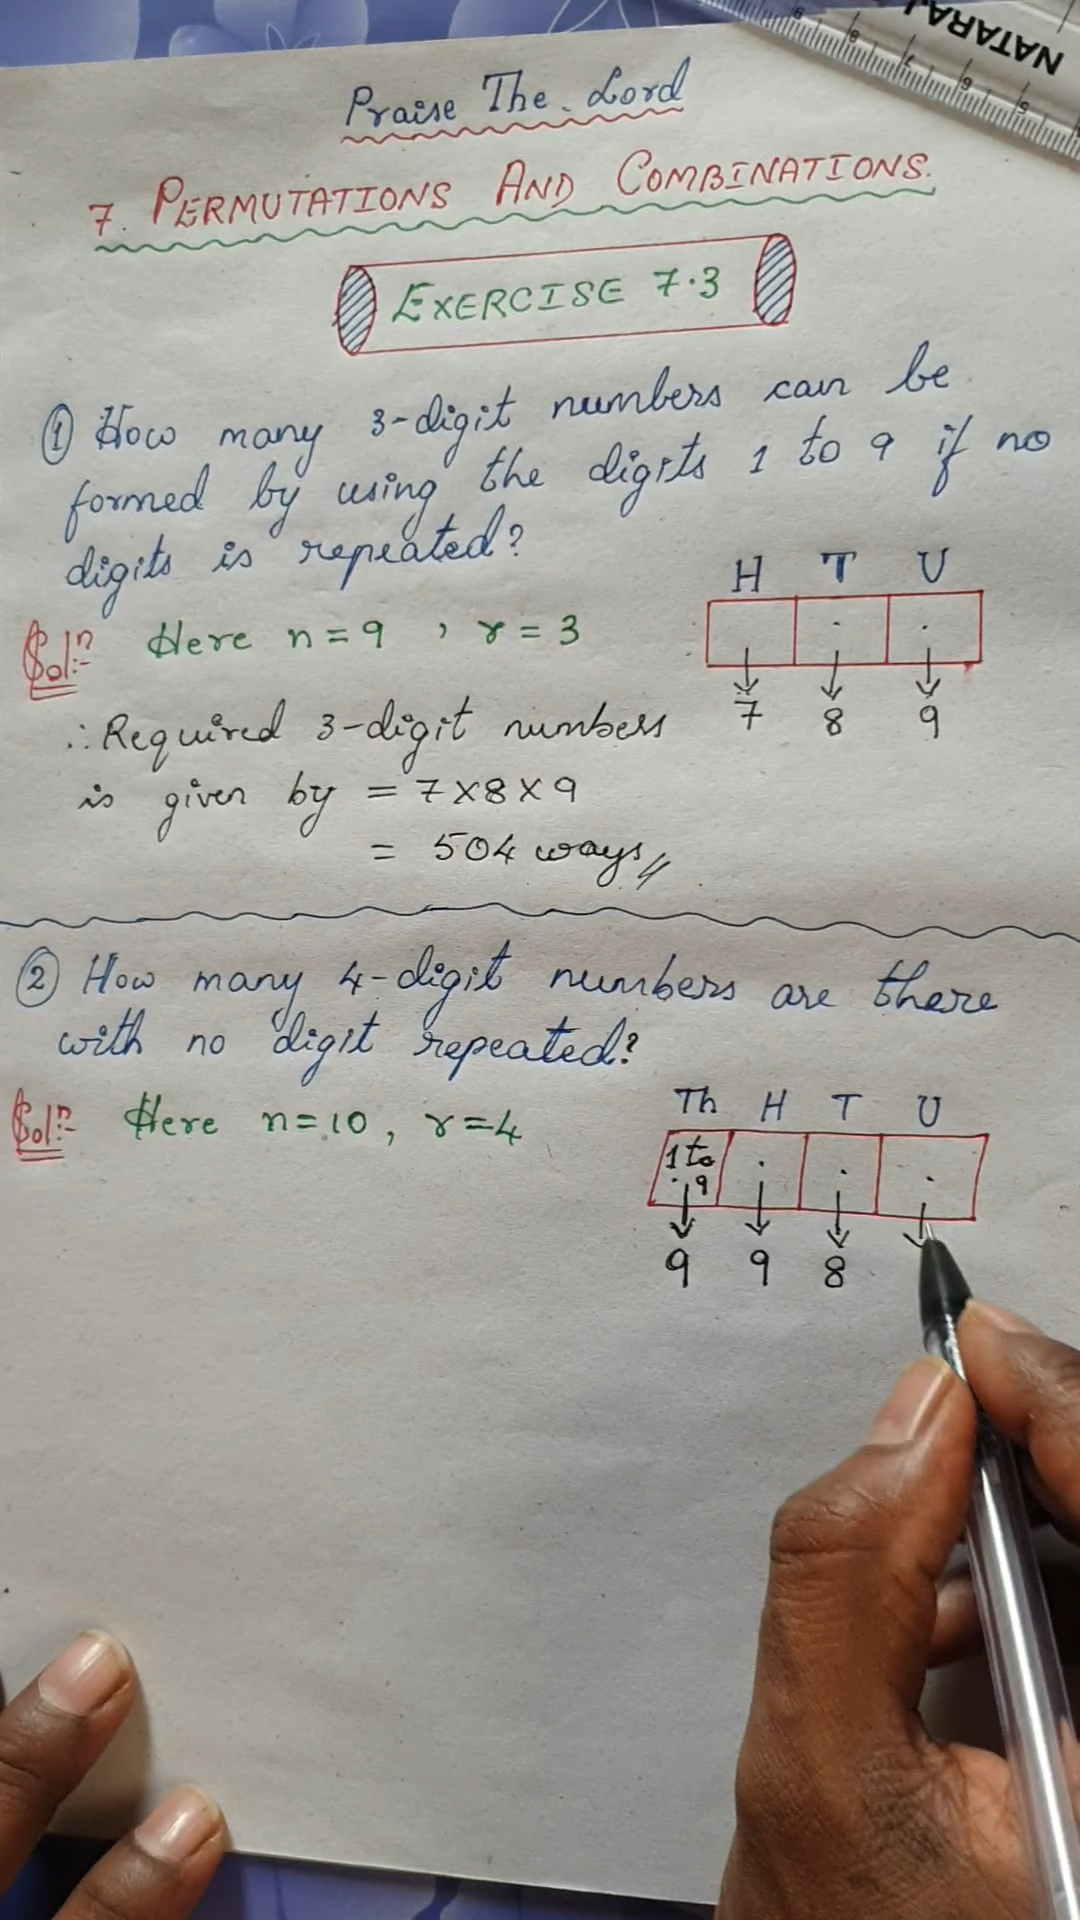 NATARAJ
Praise The Lord
7. PERMUTATIONS AND COMBINATIONS.
EXERCISE 7.3
① How many 3-digit numbers can be
formed by using the digits 1 to 9 if no
digits is repeated?
H T U
Solⁿ:- Here n=9 , r=3
7 8 9
∴ Required 3-digit numbers
is given by = 7×8×9
= 504 ways//
② How many 4-digit numbers are there
with no digit repeated?
Th H T U
Solⁿ:- Here n=10, r=4
1 to 9
9 9 8